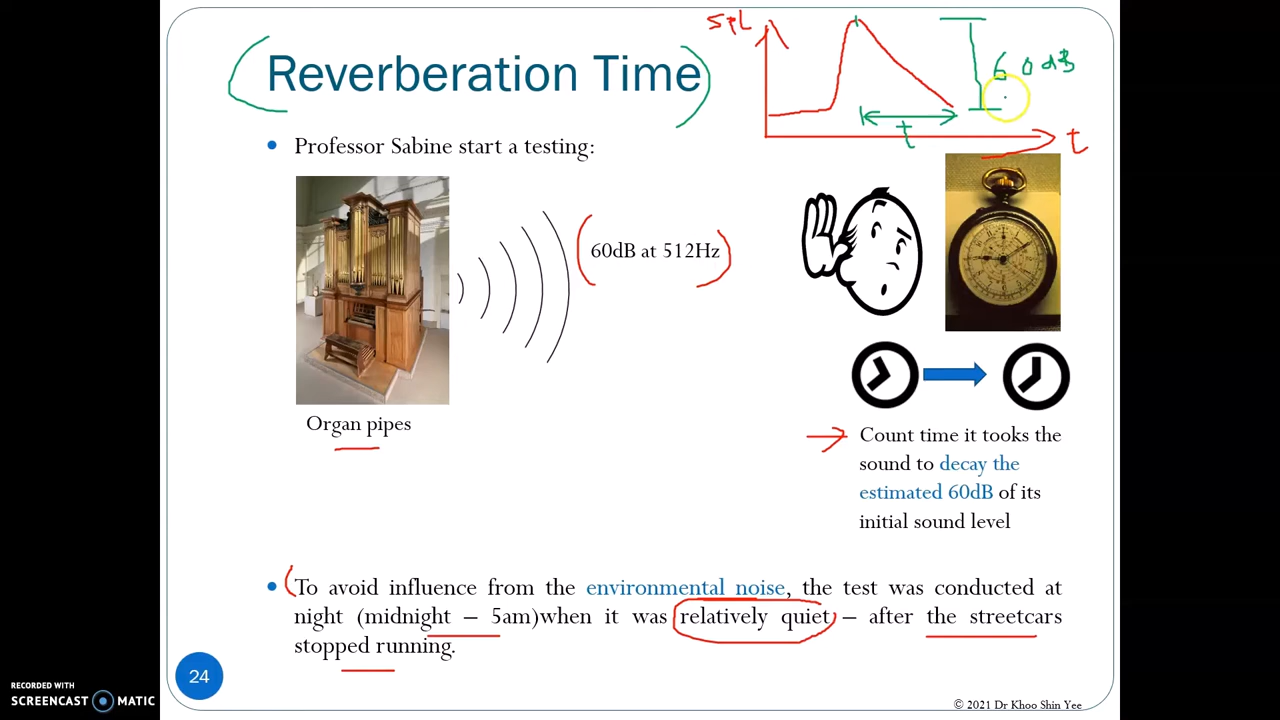 spl
60dB
Reverberation Time
t
t
Professor Sabine start a testing:
60dB at 512Hz
Organ pipes
Count time it tooks the
sound to decay the
estimated 60dB of its
initial sound level
To avoid influence from the environmental noise, the test was conducted at
night (midnight – 5am)when it was relatively quiet – after the streetcars
stopped running.
24
RECORDED WITH
SCREENCAST MATIC
© 2021 Dr Khoo Shin Yee